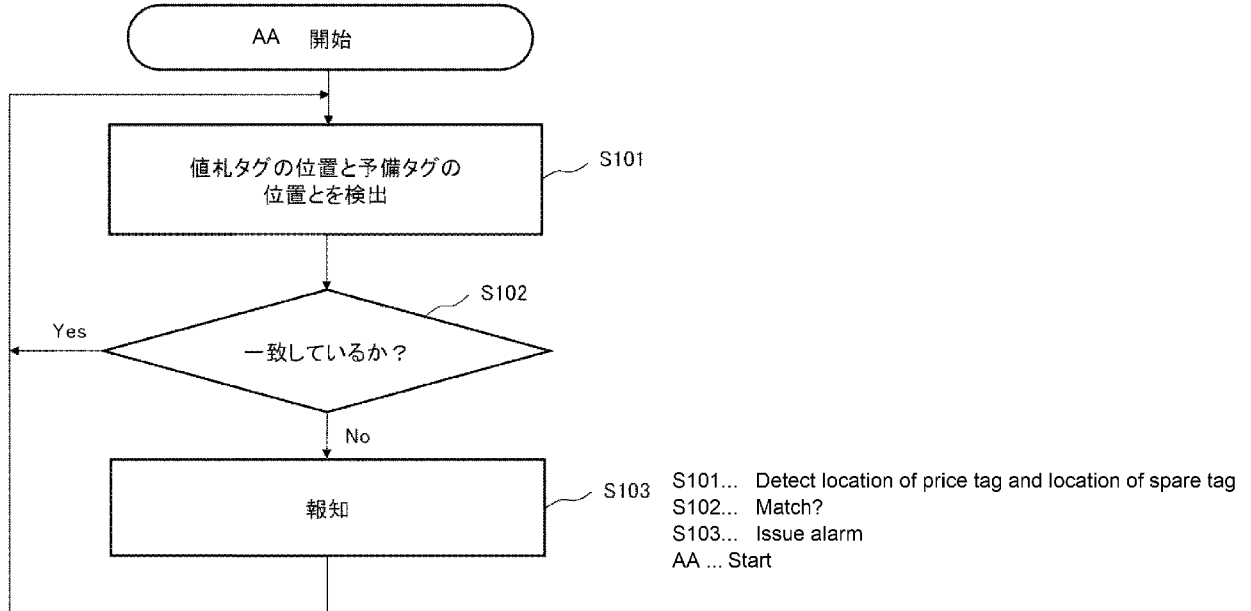 AA 開始
値札タグの位置と予備タグの
位置とを検出
S101
S102
Yes
一致しているか？
No
報知
S103
S101... Detect location of price tag and location of spare tag
S102... Match?
S103... Issue alarm
AA ... Start